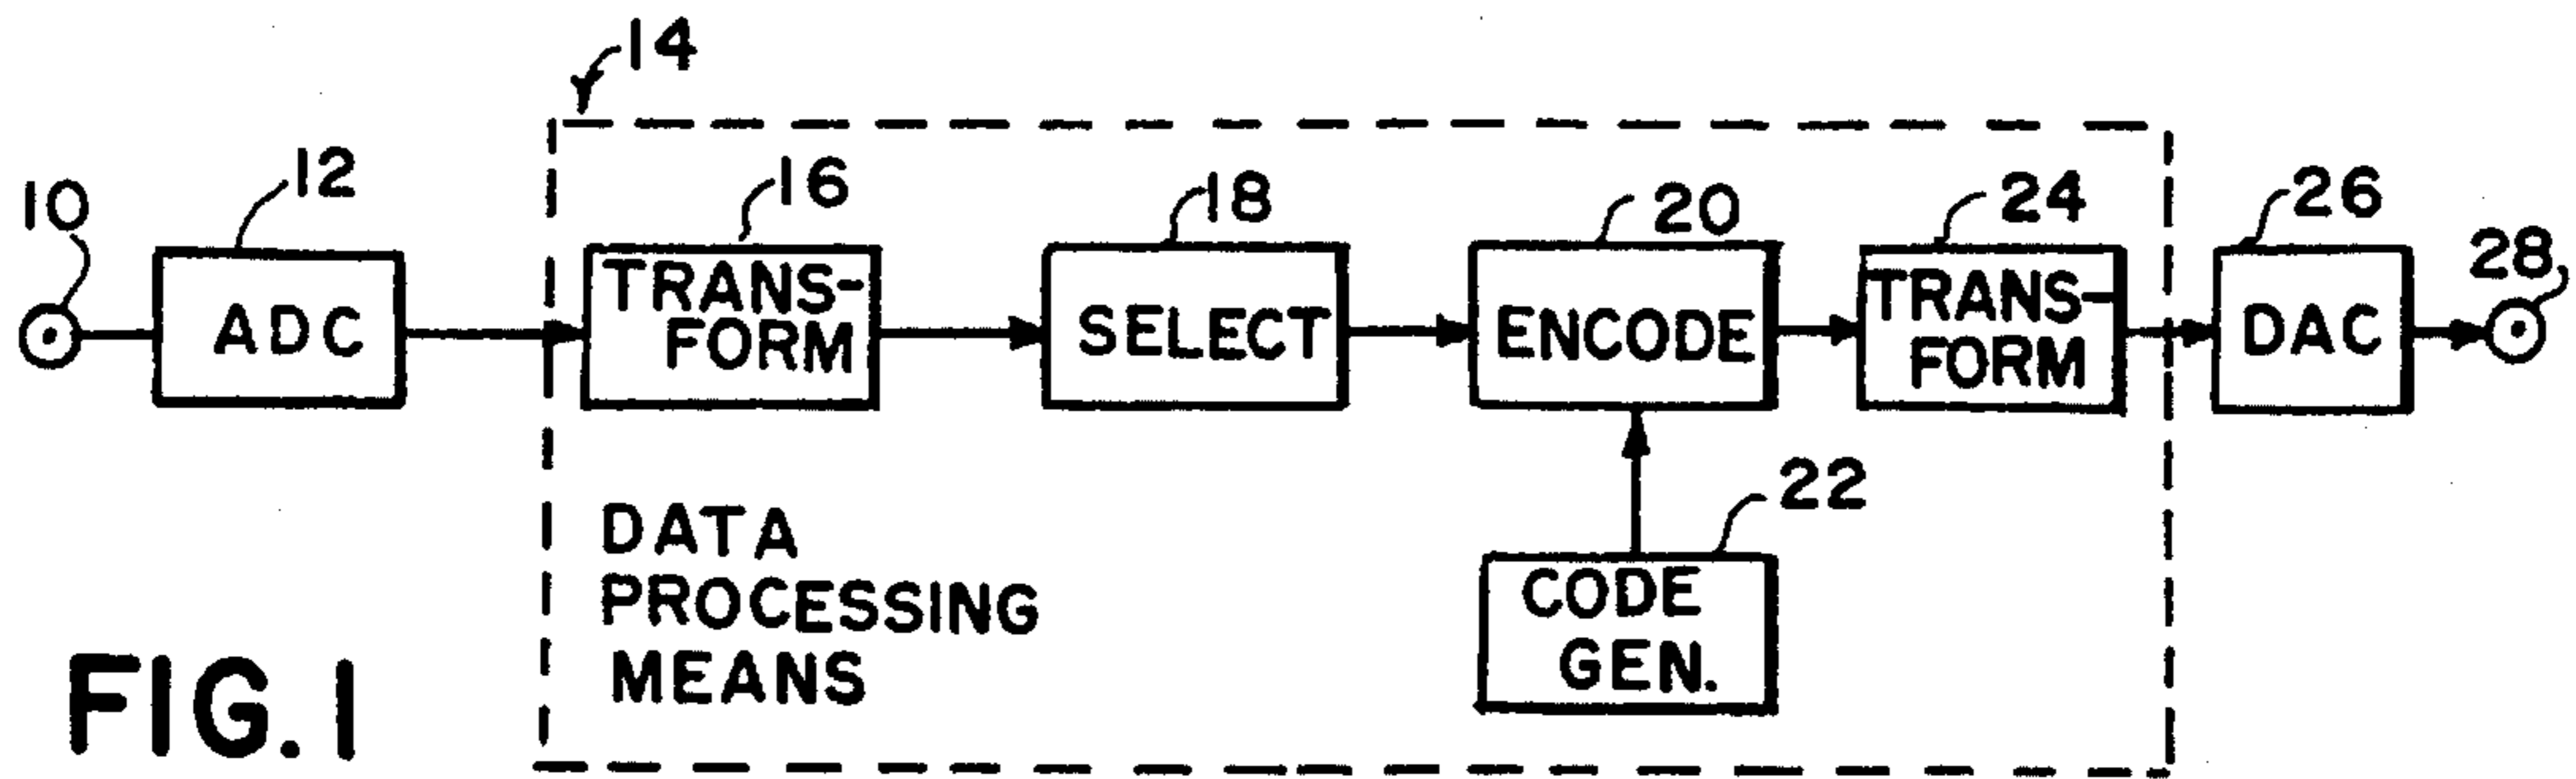 14
10
12
16
18
20
24
26
28
ADC
TRANS-
FORM
SELECT
ENCODE
TRANS-
FORM
DAC
22
CODE
GEN.
DATA
PROCESSING
MEANS
FIG. 1